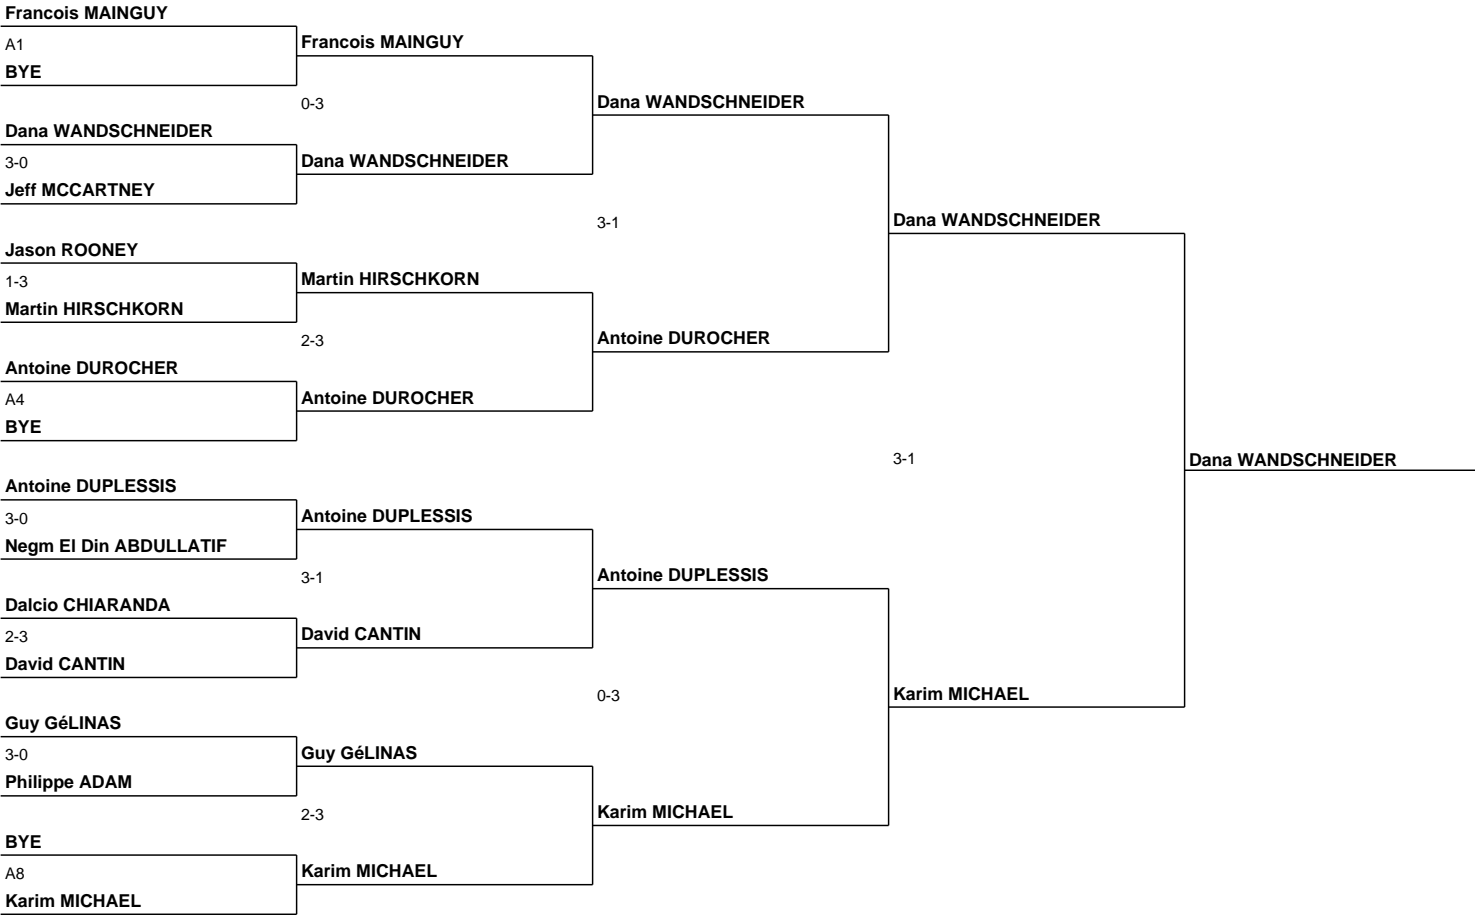 Francois MAINGUY
A1
BYE
Dana WANDSCHNEIDER
3-0
Jeff MCCARTNEY
Jason ROONEY
1-3
Martin HIRSCHKORN
Antoine DUROCHER
A4
BYE
Antoine DUPLESSIS
3-0
Negm El Din ABDULLATIF
Dalcio CHIARANDA
2-3
David CANTIN
Guy GéLINAS
3-0
Philippe ADAM
BYE
A8
Karim MICHAEL
Francois MAINGUY
0-3
Dana WANDSCHNEIDER
Martin HIRSCHKORN
2-3
Antoine DUROCHER
Antoine DUPLESSIS
3-1
David CANTIN
Guy GéLINAS
2-3
Karim MICHAEL
Dana WANDSCHNEIDER
3-1
Antoine DUROCHER
Antoine DUPLESSIS
0-3
Karim MICHAEL
Dana WANDSCHNEIDER
3-1
Karim MICHAEL
Dana WANDSCHNEIDER